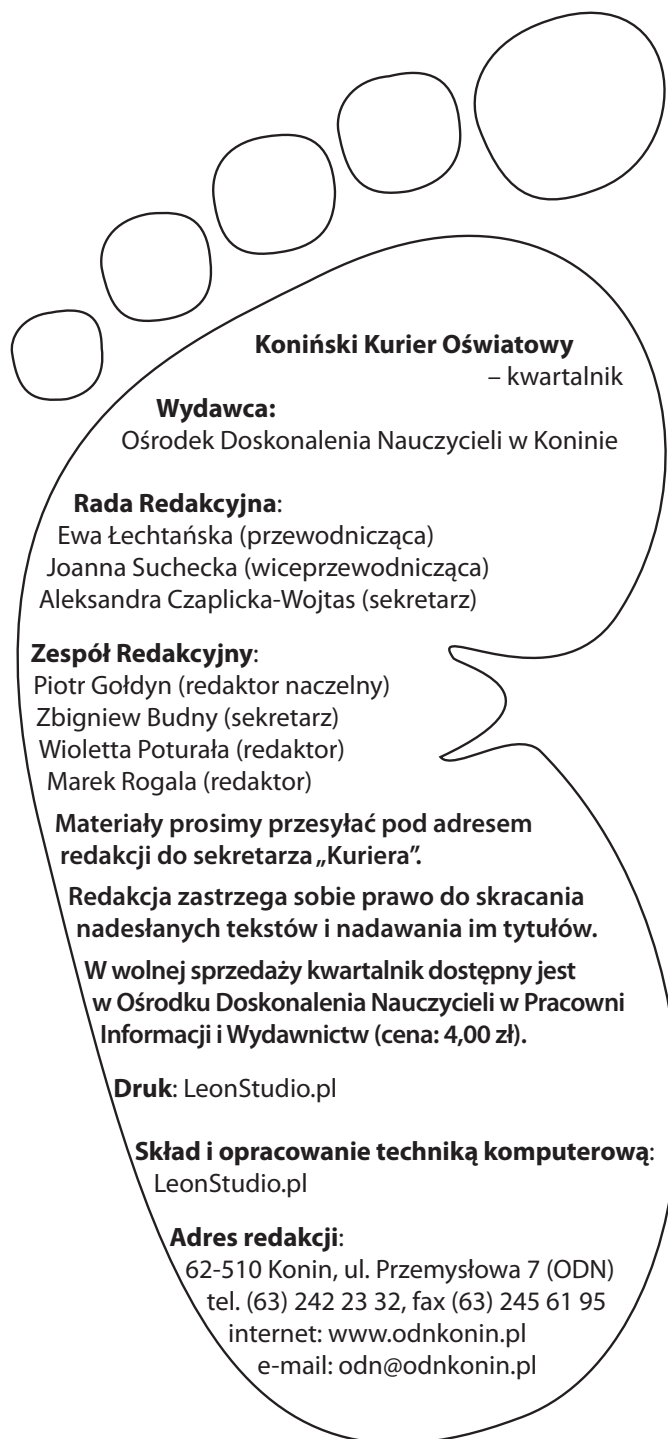 Koniński Kurier Oświatowy
– kwartalnik
Wydawca:
Ośrodek Doskonalenia Nauczycieli w Koninie
Rada Redakcyjna:
Ewa Łechtańska (przewodnicząca)
Joanna Suchecka (wiceprzewodnicząca)
Aleksandra Czaplicka-Wojtas (sekretarz)
Zespół Redakcyjny:
Piotr Gołdyn (redaktor naczelny)
Zbigniew Budny (sekretarz)
Wioletta Poturała (redaktor)
Marek Rogala (redaktor)
Materiały prosimy przesyłać pod adresem
redakcji do sekretarza „Kuriera”.
Redakcja zastrzega sobie prawo do skracania
nadesłanych tekstów i nadawania im tytułów.
W wolnej sprzedaży kwartalnik dostępny jest
w Ośrodku Doskonalenia Nauczycieli w Pracowni
Informacji i Wydawnictw (cena: 4,00 zł).
Druk: LeonStudio.pl
Skład i opracowanie techniką komputerową:
LeonStudio.pl
Adres redakcji:
62-510 Konin, ul. Przemysłowa 7 (ODN)
tel. (63) 242 23 32, fax (63) 245 61 95
internet: www.odnkonin.pl
e-mail: odn@odnkonin.pl